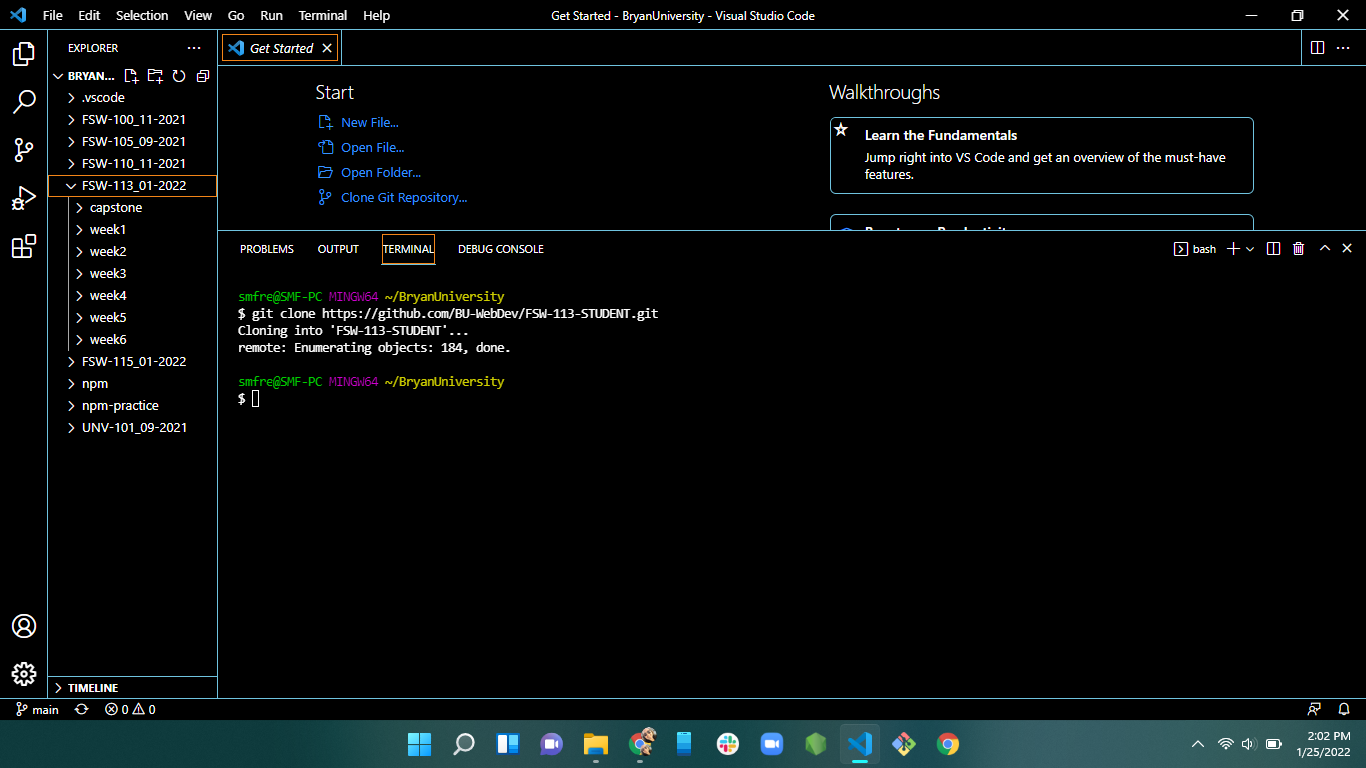 File Edit Selection View Go Run Terminal Help
Get Started - BryanUniversity - Visual Studio Code
EXPLORER
BRYAN...
.vscode
FSW-100_11-2021
FSW-105_09-2021
FSW-110_11-2021
FSW-113_01-2022
capstone
week1
week2
week3
week4
week5
week6
FSW-115_01-2022
npm
npm-practice
UNV-101_09-2021
TIMELINE
Get Started
Start
New File...
Open File...
Open Folder...
Clone Git Repository...
Walkthroughs
Learn the Fundamentals
Jump right into VS Code and get an overview of the must-have
features.
PROBLEMS OUTPUT TERMINAL DEBUG CONSOLE
bash
smfre@SMF-PC MINGW64 ~/BryanUniversity
$ git clone https://github.com/BU-WebDev/FSW-113-STUDENT.git
Cloning into 'FSW-113-STUDENT'...
remote: Enumerating objects: 184, done.
smfre@SMF-PC MINGW64 ~/BryanUniversity
$
main 0 0
2:02 PM
1/25/2022